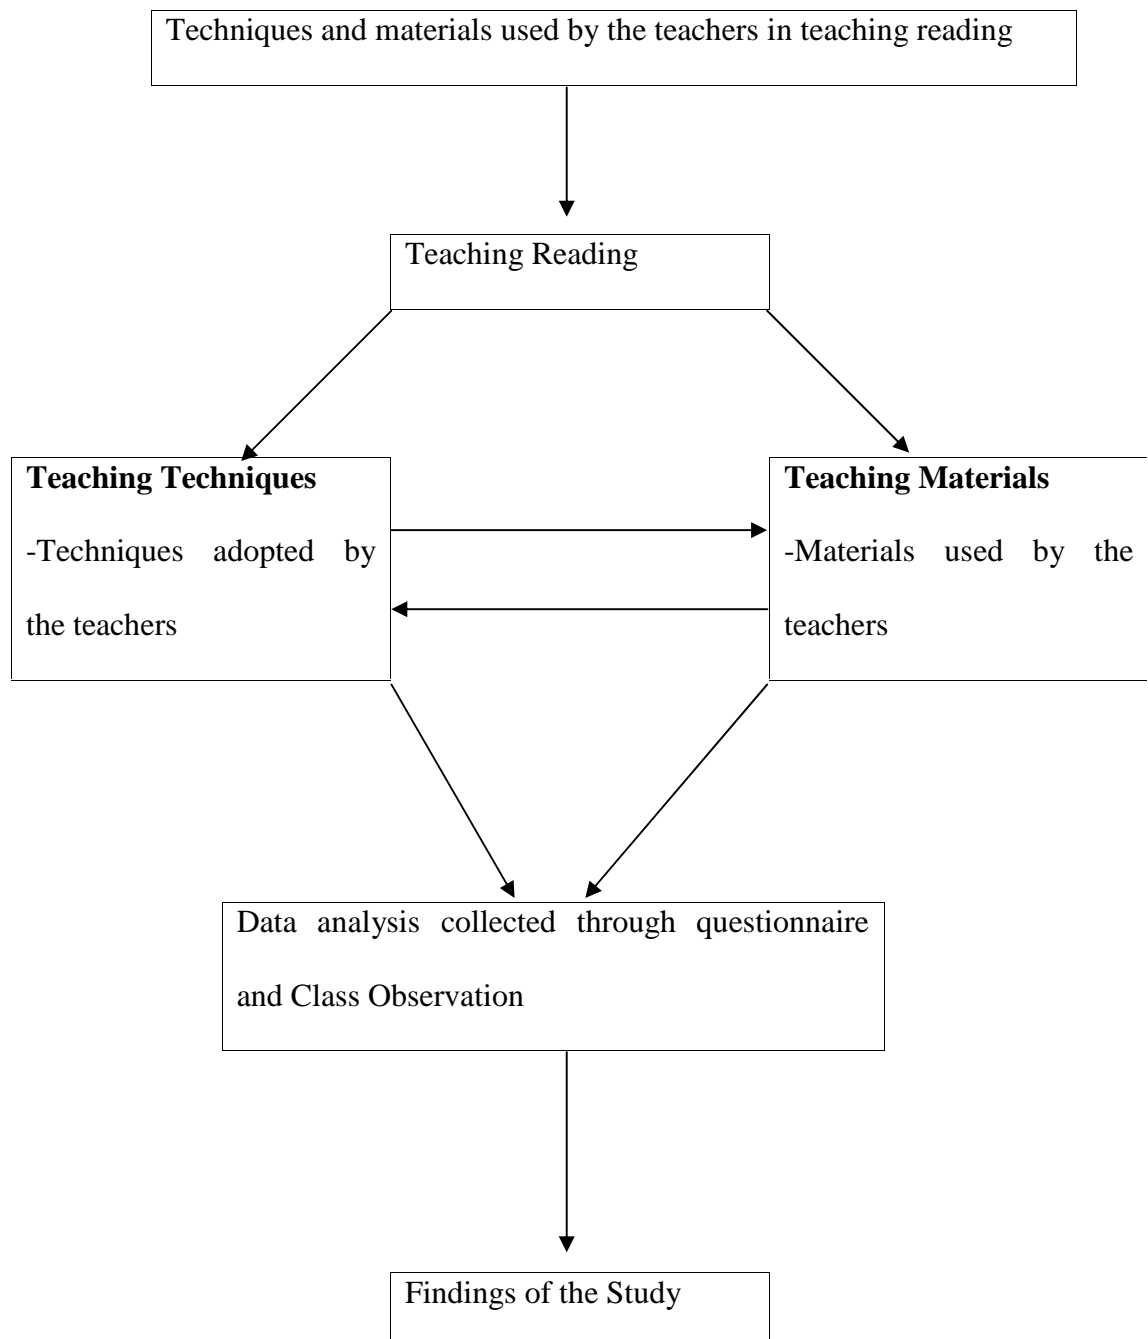 Techniques and materials used by the teachers in teaching reading
Teaching Reading
Teaching Techniques
-Techniques adopted by
the teachers
Teaching Materials
-Materials used by the
teachers
Data analysis collected through questionnaire
and Class Observation
Findings of the Study